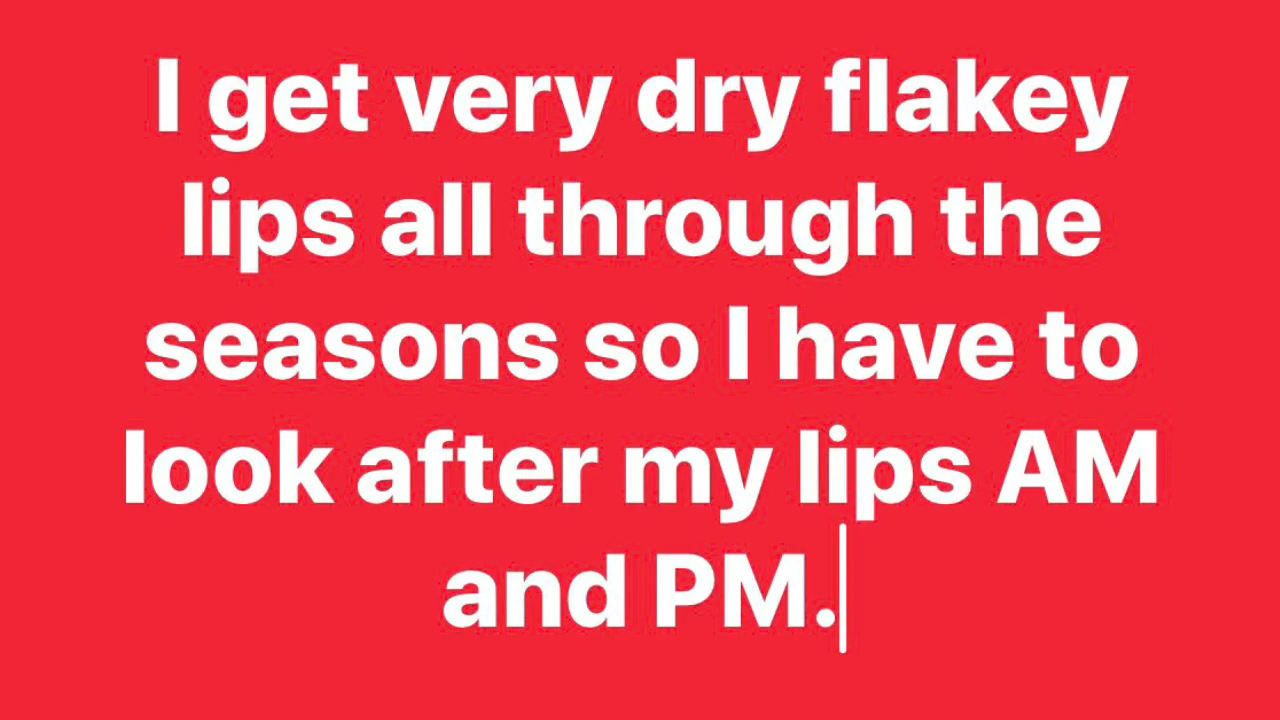 I get very dry flakey
lips all through the
seasons so I have to
look after my lips AM
and PM.